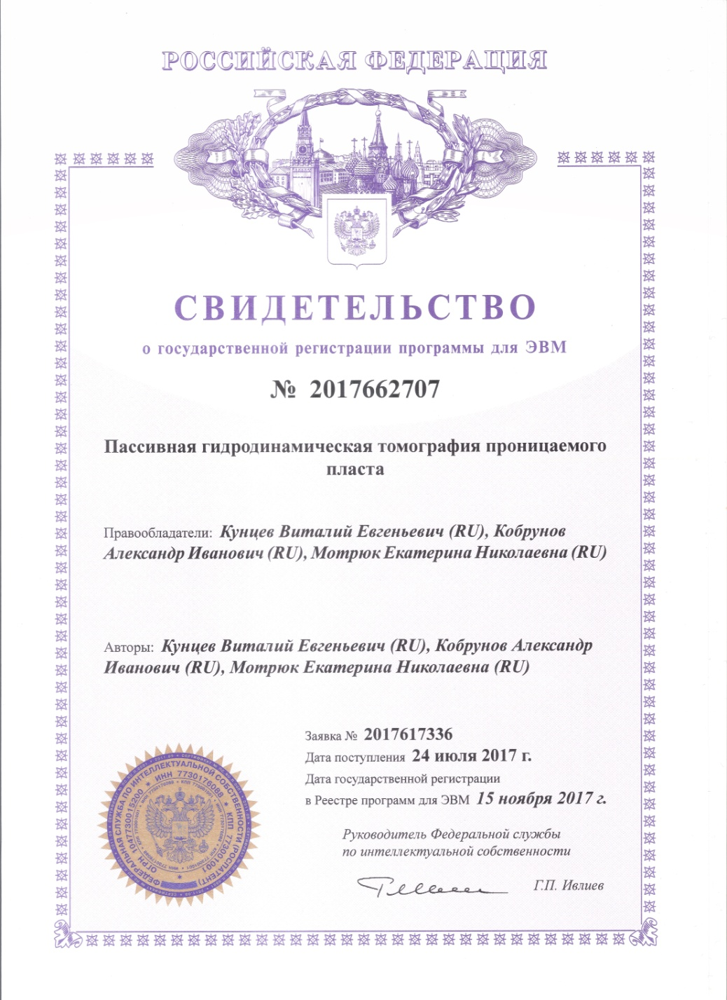 РОССИЙСКАЯ ФЕДЕРАЦИЯ
СВИДЕТЕЛЬСТВО
о государственной регистрации программы для ЭВМ
№ 2017662707
Пассивная гидродинамическая томография проницаемого
пласта
Правообладатели: Кунцев Виталий Евгеньевич (RU), Кобрунов
Александр Иванович (RU), Мотрюк Екатерина Николаевна (RU)
Авторы: Кунцев Виталий Евгеньевич (RU), Кобрунов Александр
Иванович (RU), Мотрюк Екатерина Николаевна (RU)
Заявка № 2017617336
Дата поступления 24 июля 2017 г.
Дата государственной регистрации
в Реестре программ для ЭВМ 15 ноября 2017 г.
Руководитель Федеральной службы
по интеллектуальной собственности
Г.П. Ивлиев
ФЕДЕРАЛЬНАЯ СЛУЖБА ПО ИНТЕЛЛЕКТУАЛЬНОЙ СОБСТВЕННОСТИ (РОСПАТЕНТ)
ОГРН 1047730015200 * ИНН 7730176088 * КПП 773001001